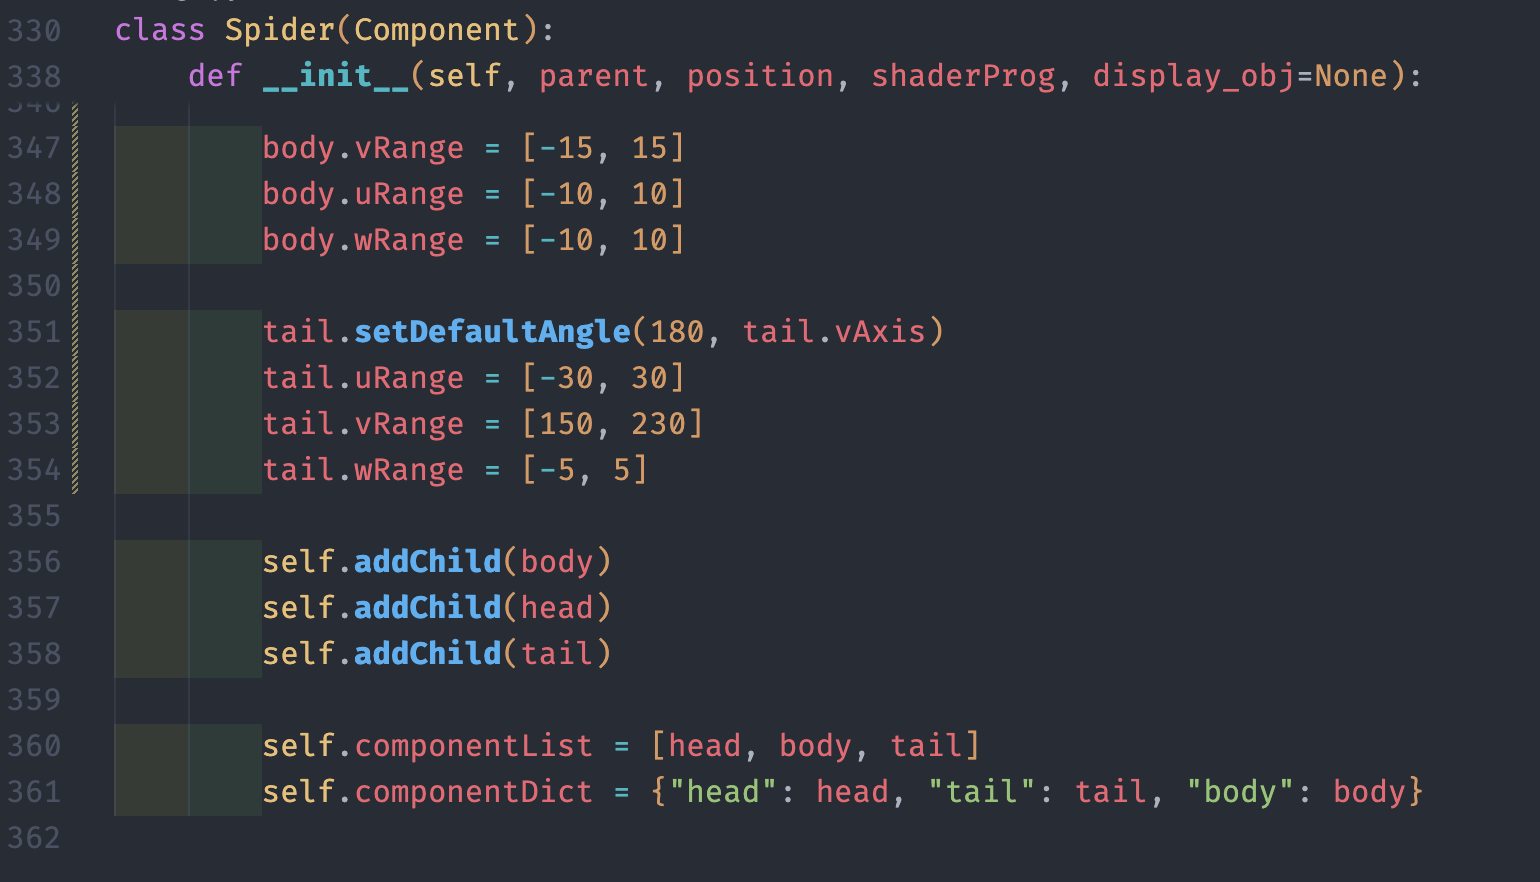 330 class Spider(Component):
338 def __init__(self, parent, position, shaderProg, display_obj=None):
347 body.vRange = [-15, 15]
348 body.uRange = [-10, 10]
349 body.wRange = [-10, 10]
350
351 tail.setDefaultAngle(180, tail.vAxis)
352 tail.uRange = [-30, 30]
353 tail.vRange = [150, 230]
354 tail.wRange = [-5, 5]
355
356 self.addChild(body)
357 self.addChild(head)
358 self.addChild(tail)
359
360 self.componentList = [head, body, tail]
361 self.componentDict = {"head": head, "tail": tail, "body": body}
362